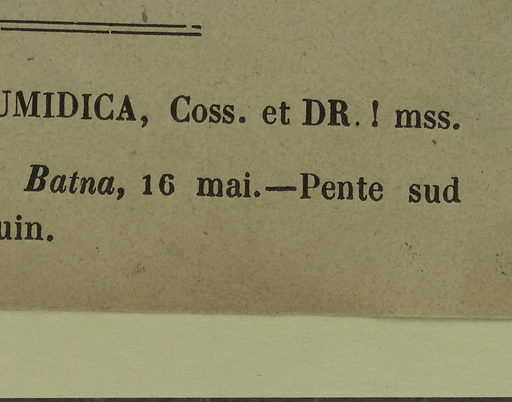 UMIDICA, Coss. et DR. ! mss.
Batna, 16 mai.—Pente sud
uin.